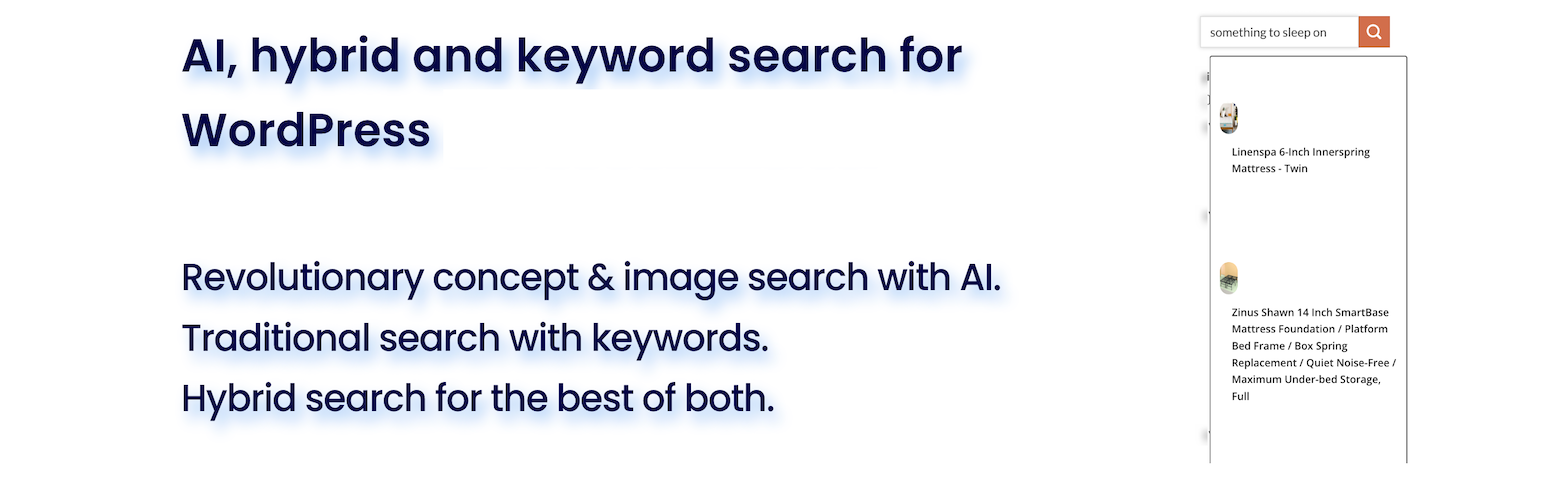 AI, hybrid and keyword search for
WordPress
Revolutionary concept & image search with AI.
Traditional search with keywords.
Hybrid search for the best of both.
something to sleep on
Linenspa 6-Inch Innerspring
Mattress - Twin
Zinus Shawn 14 Inch SmartBase
Mattress Foundation / Platform
Bed Frame / Box Spring
Replacement / Quiet Noise-Free /
Maximum Under-bed Storage,
Full